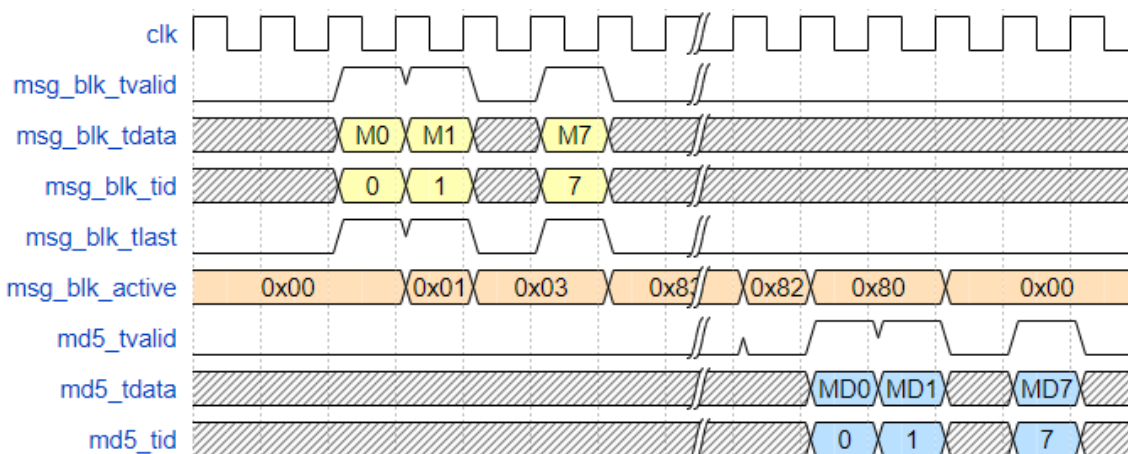 clk
msg_blk_tvalid
msg_blk_tdata M0 M1 M7
msg_blk_tid 0 1 7
msg_blk_tlast
msg_blk_active 0x00 0x01 0x03 0x83 0x82 0x80 0x00
md5_tvalid
md5_tdata MD0 MD1 MD7
md5_tid 0 1 7